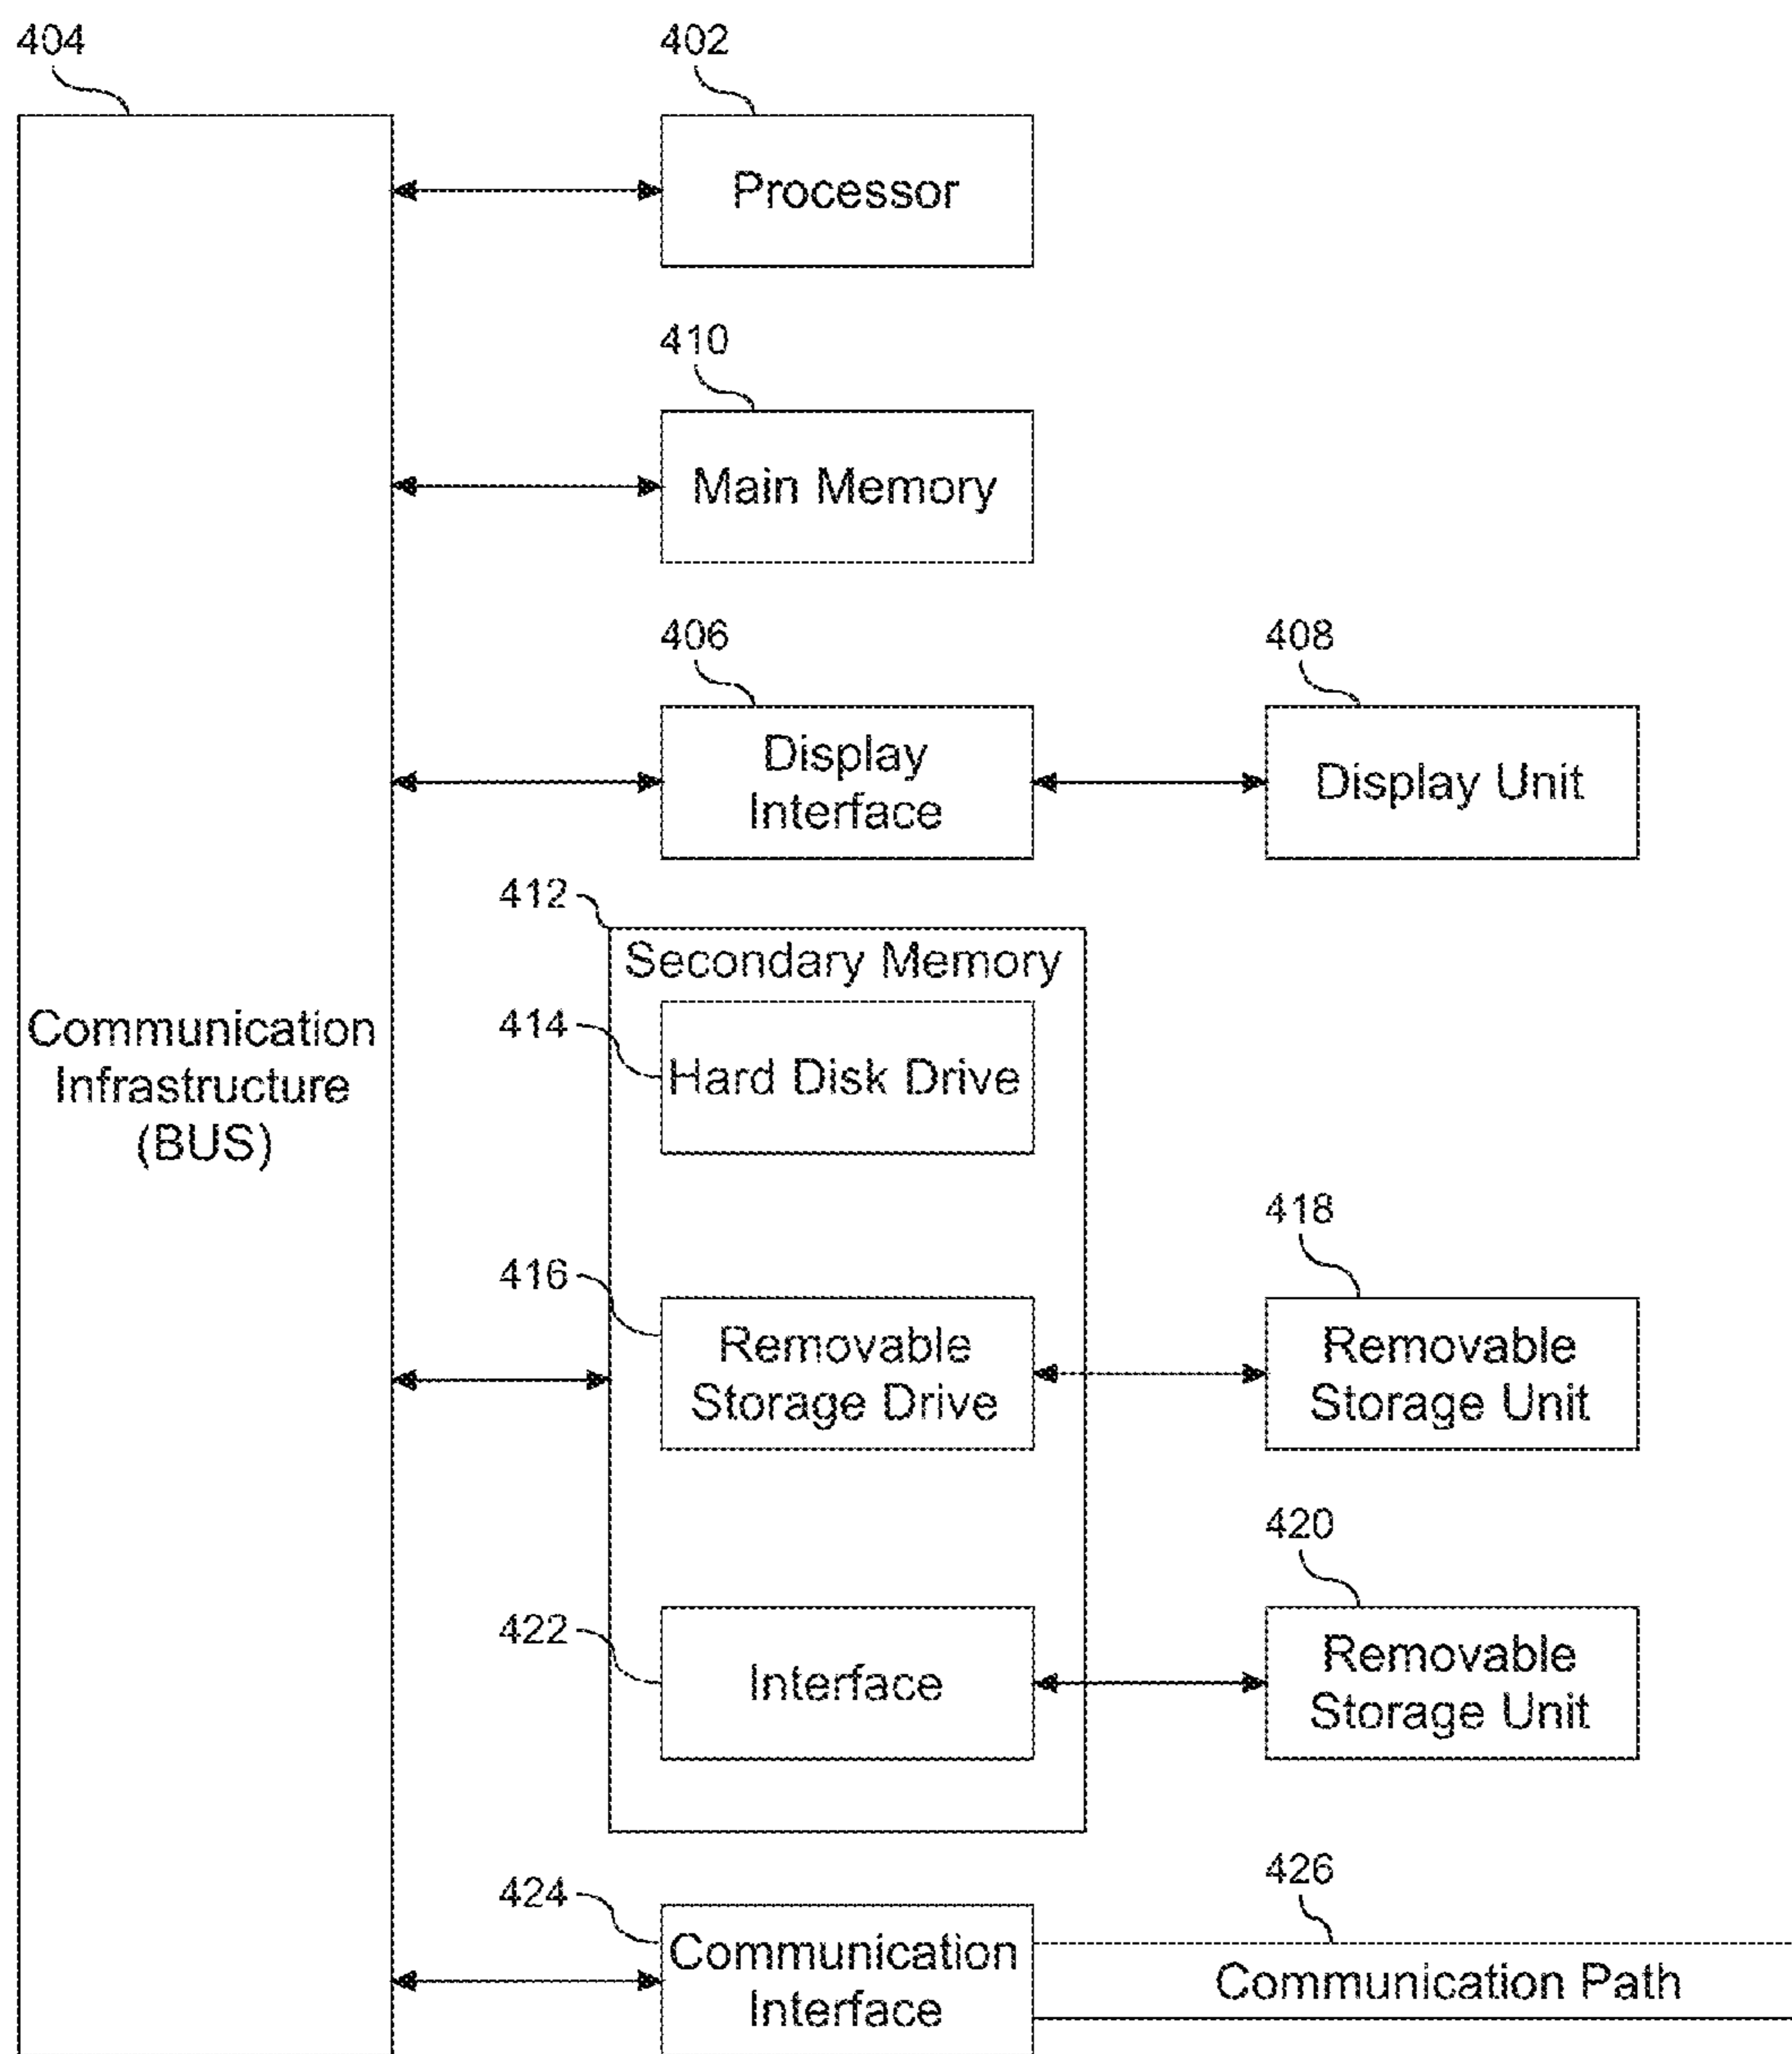 404
402
Processor
410
Main Memory
406
408
Display
Interface
Display Unit
412
Secondary Memory
414
Hard Disk Drive
Communication
Infrastructure
(BUS)
416
418
Removable
Storage Drive
Removable
Storage Unit
422
420
Interface
Removable
Storage Unit
424
426
Communication
Interface
Communication Path